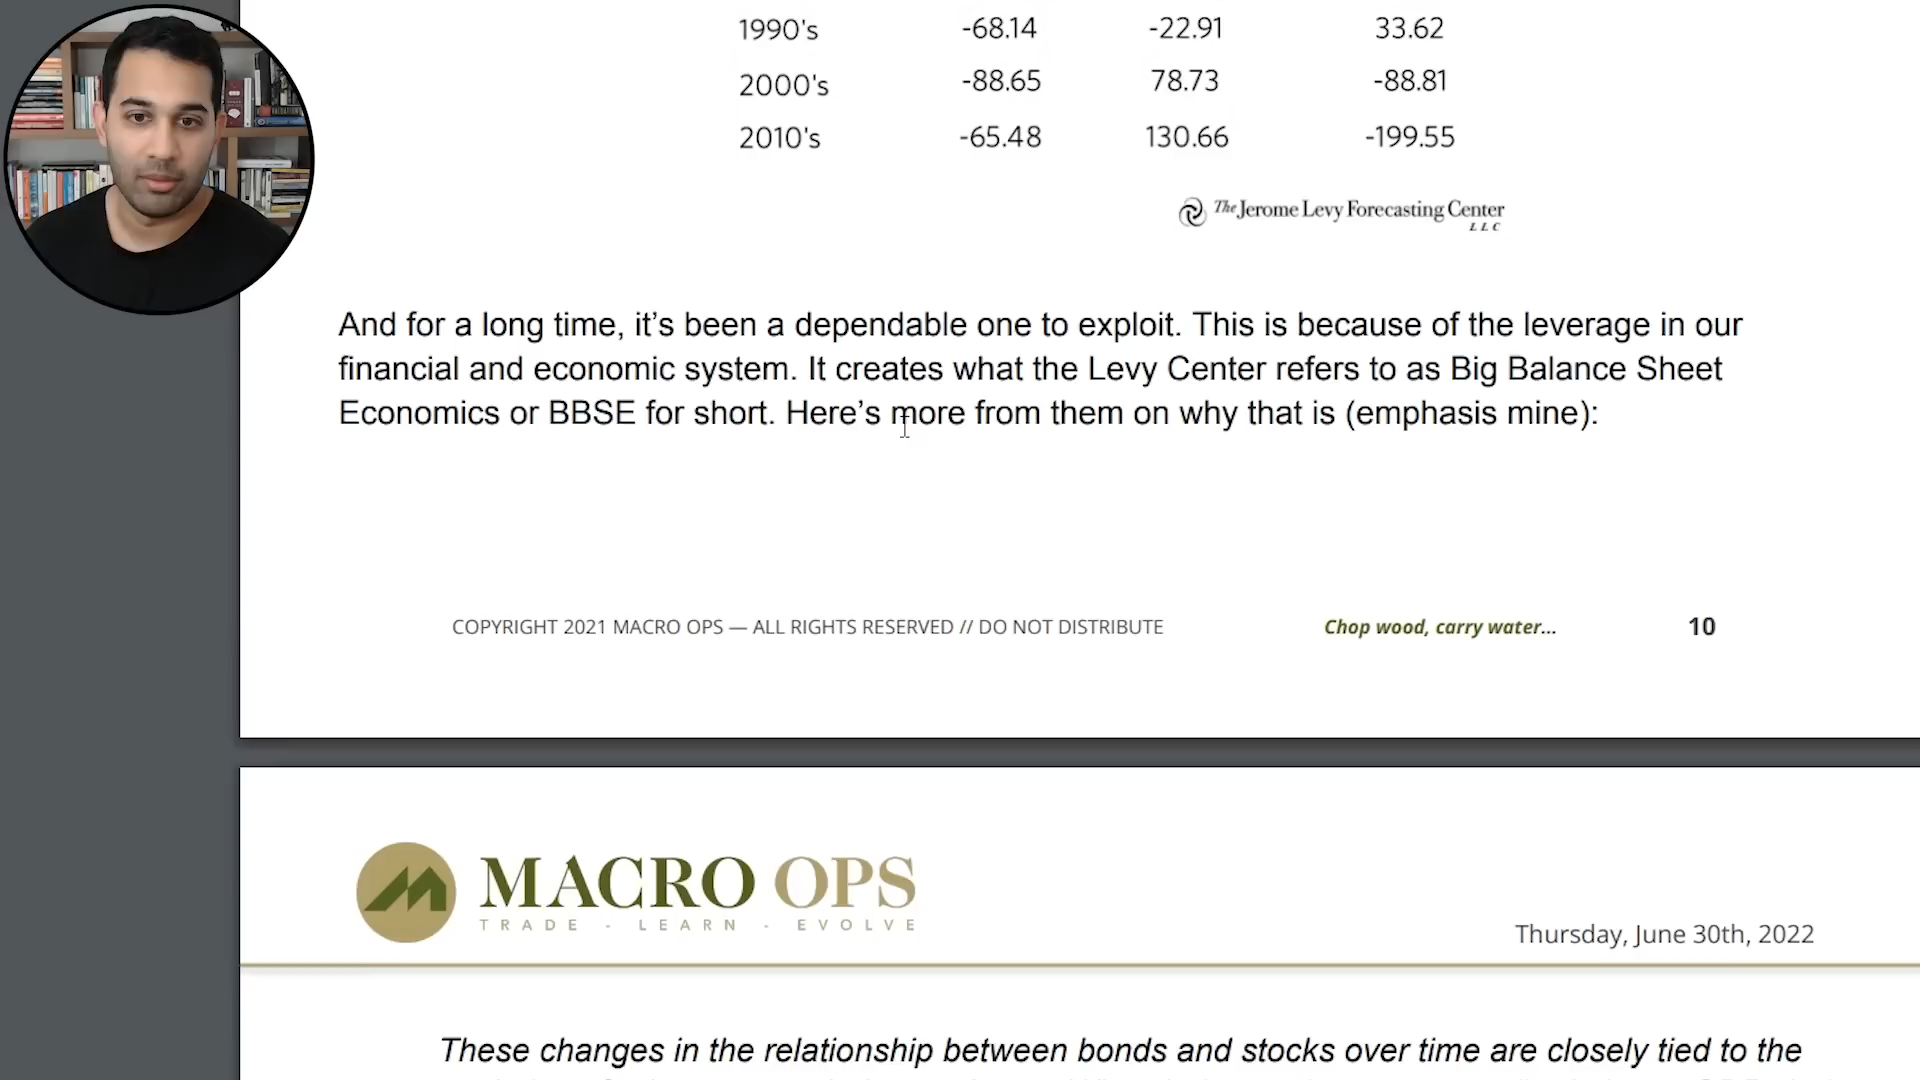 1990's -68.14 -22.91 33.62
2000's -88.65 78.73 -88.81
2010's -65.48 130.66 -199.55
The Jerome Levy Forecasting Center
LLC
And for a long time, it’s been a dependable one to exploit. This is because of the leverage in our
financial and economic system. It creates what the Levy Center refers to as Big Balance Sheet
Economics or BBSE for short. Here’s more from them on why that is (emphasis mine):
COPYRIGHT 2021 MACRO OPS — ALL RIGHTS RESERVED // DO NOT DISTRIBUTE Chop wood, carry water... 10
MACRO OPS
TRADE - LEARN - EVOLVE
Thursday, June 30th, 2022
These changes in the relationship between bonds and stocks over time are closely tied to the